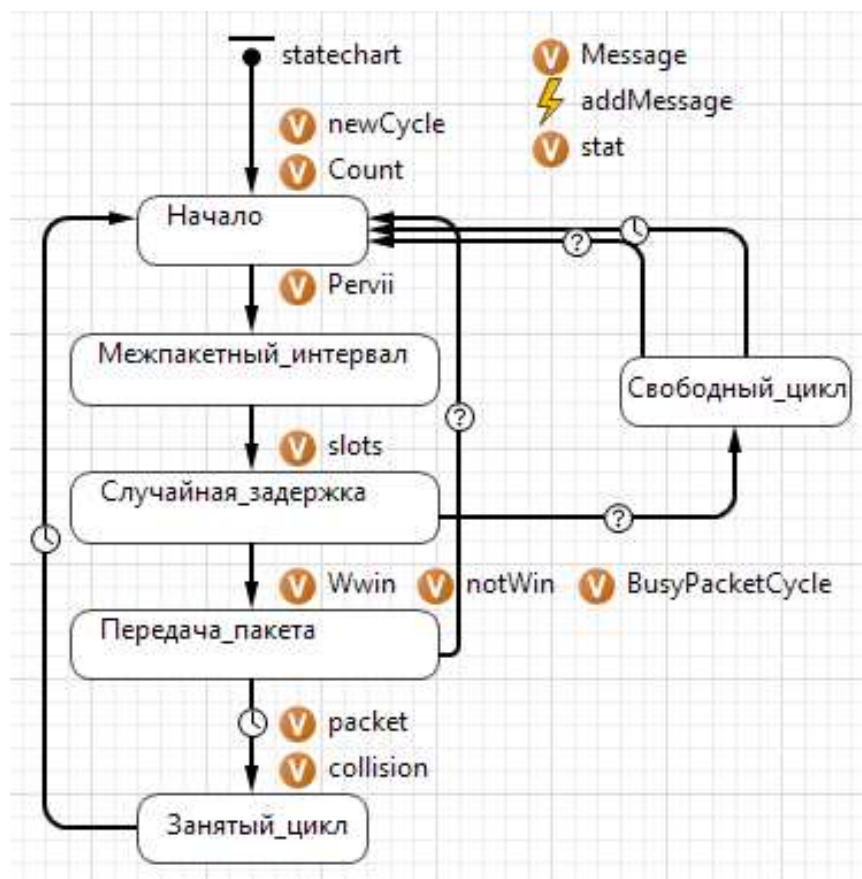 statechart
Message
addMessage
newCycle
stat
Count
Начало
Pervii
Межпакетный_интервал
Свободный_цикл
slots
Случайная_задержка
Wwin
notWin
BusyPacketCycle
Передача_пакета
packet
collision
Занятый_цикл